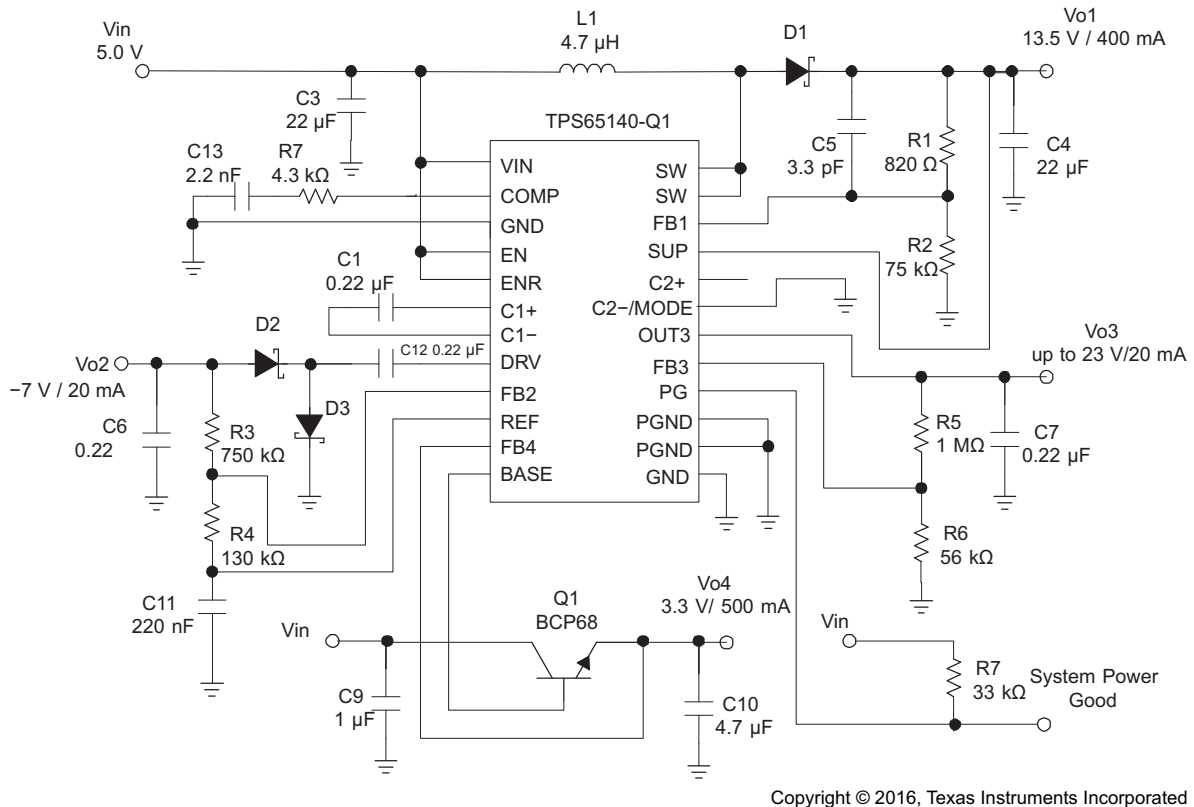 Vin
5.0 V
L1
4.7 µH
D1
Vo1
13.5 V / 400 mA
C3
22 µF
TPS65140-Q1
C13
2.2 nF
R7
4.3 kΩ
C5
3.3 pF
R1
820 Ω
C4
22 µF
VIN
COMP
GND
EN
ENR
C1+
C1−
DRV
FB2
REF
FB4
BASE
SW
SW
FB1
SUP
C2+
C2−/MODE
OUT3
FB3
PG
PGND
PGND
GND
R2
75 kΩ
C1
0.22 µF
D2
C12 0.22 µF
Vo2
−7 V / 20 mA
D3
C6
0.22
R3
750 kΩ
R4
130 kΩ
C11
220 nF
Vo3
up to 23 V/20 mA
R5
1 MΩ
C7
0.22 µF
R6
56 kΩ
Vin
Q1
BCP68
Vo4
3.3 V/ 500 mA
C9
1 µF
C10
4.7 µF
Vin
R7
33 kΩ
System Power
Good
Copyright © 2016, Texas Instruments Incorporated